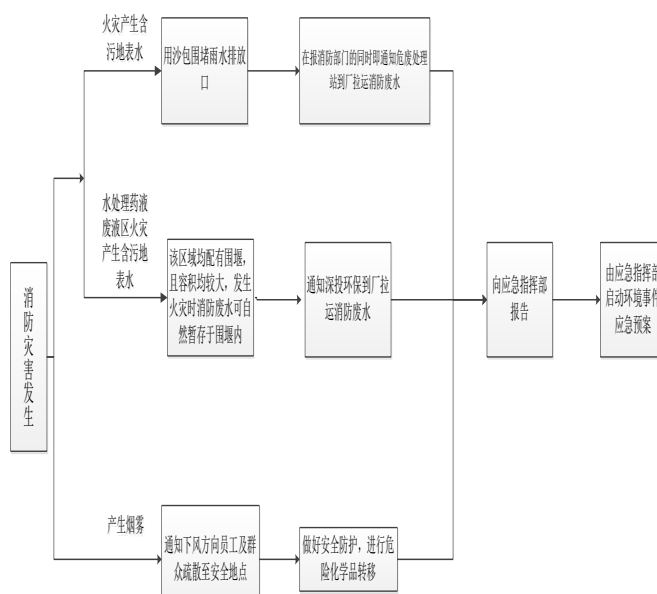 火灾产生含
污地表水
用沙包围堵雨水排放
口
在报消防部门的同时即通知危废处理
站到厂拉运消防废水
水处理药液
废液区火灾
产生含污地
表水
该区域均配有围堰，
且容积均较大，发生
火灾时消防废水可自
然暂存于围堰内
通知深投环保到厂拉
运消防废水
向应急指挥部
报告
由应急指挥部
启动环境事件
应急预案
消
防
灾
害
发
生
产生烟雾
通知下风方向员工及群
众疏散至安全地点
做好安全防护，进行危
险化学品转移